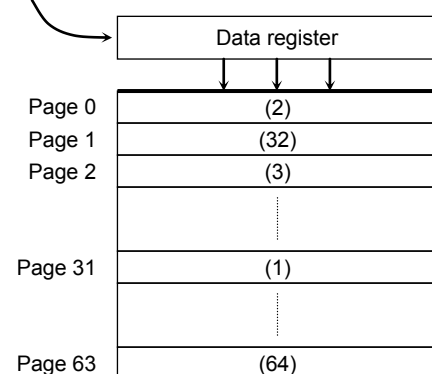 Data register
Page 0 (2)
Page 1 (32)
Page 2 (3)
Page 31 (1)
Page 63 (64)